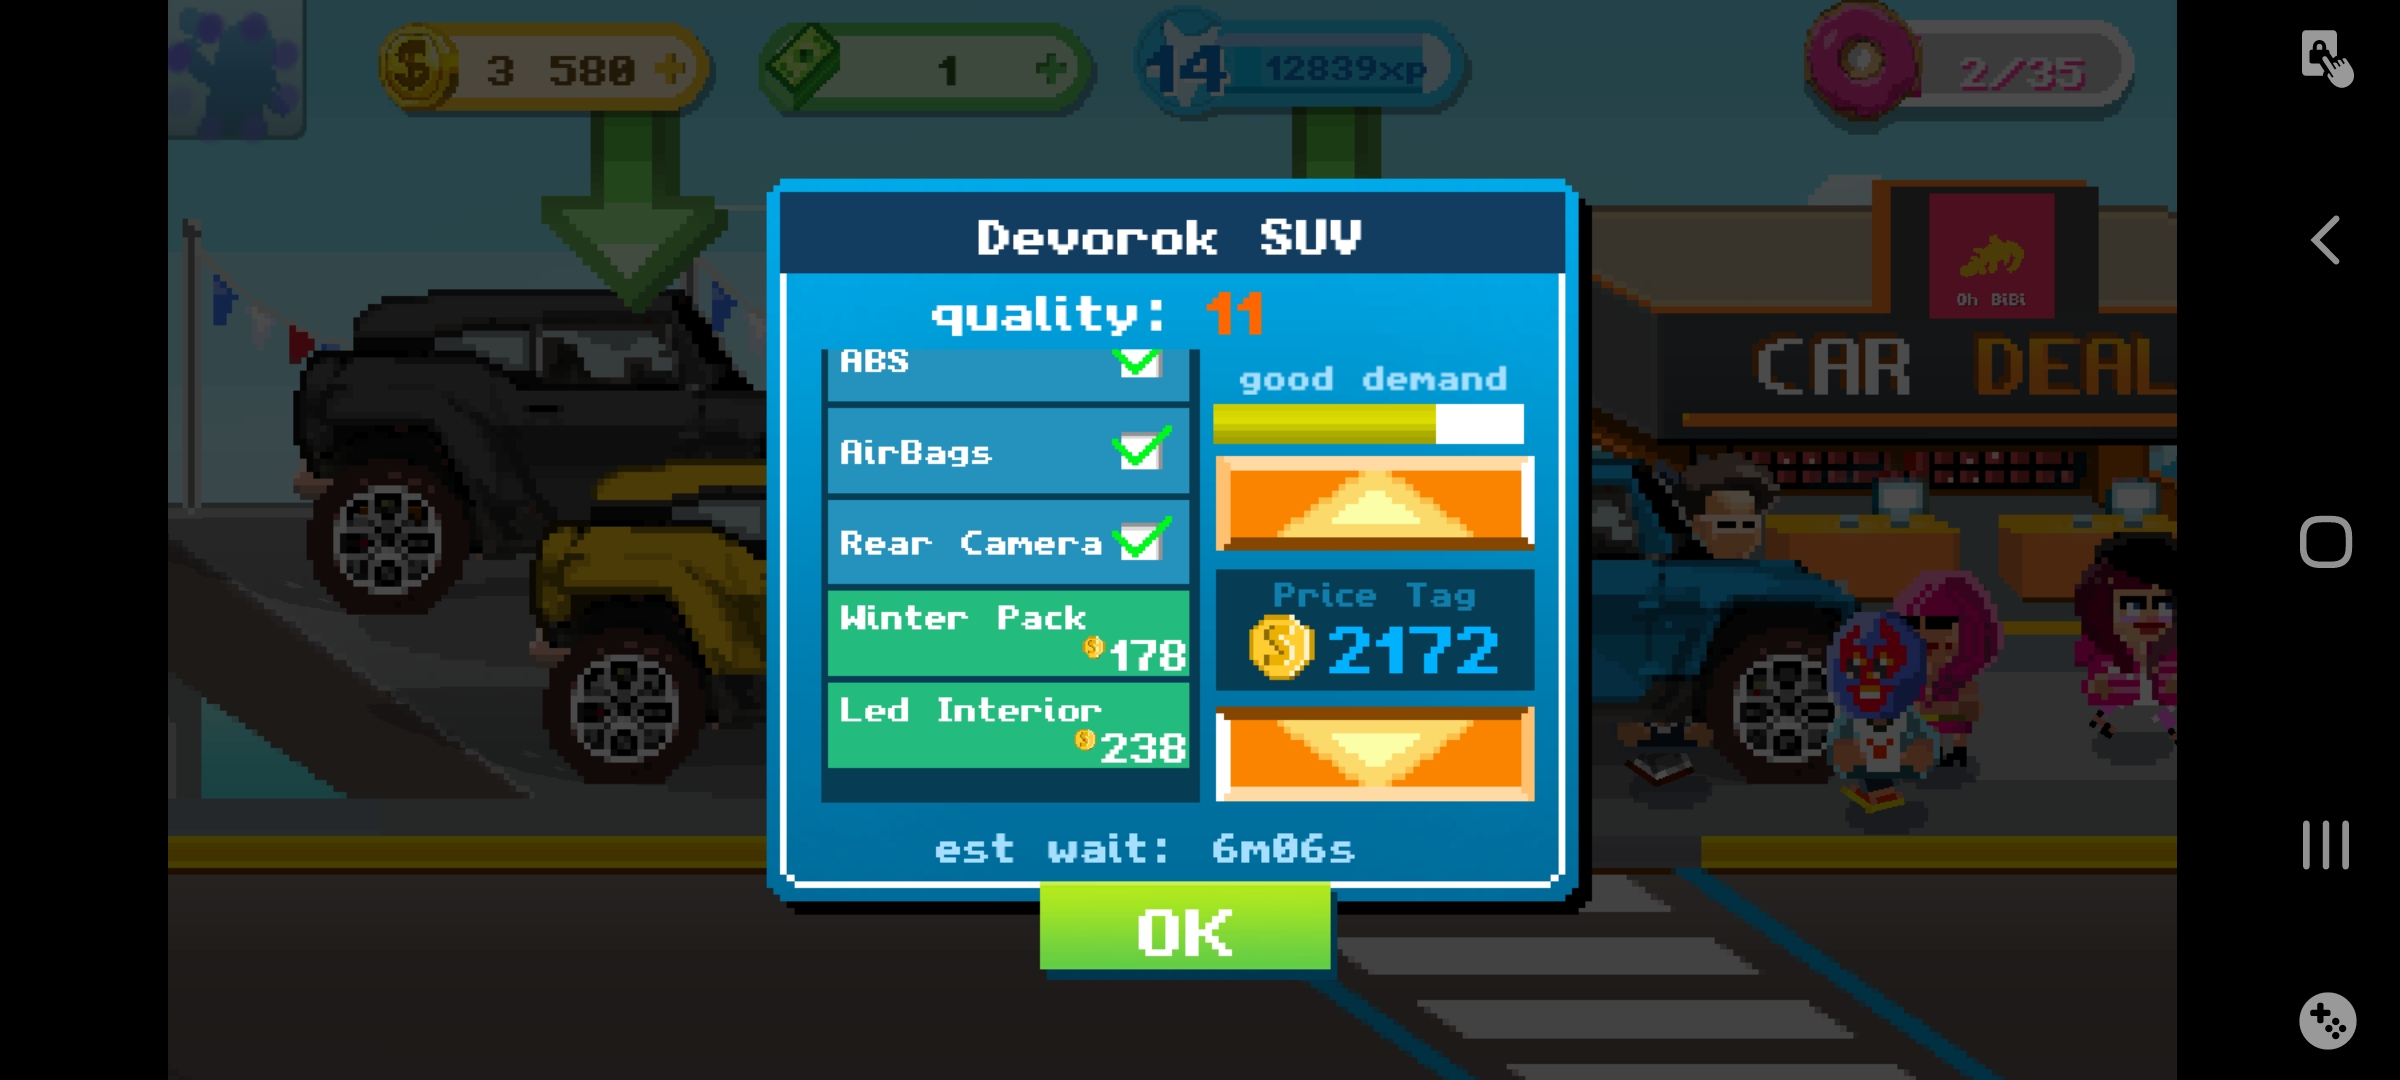 3 580
1
14 12839xp
2/35
Devorok SUV
quality: 11
ABS
AirBags
Rear Camera
Winter Pack
178
Led Interior
238
good demand
Price Tag
2172
est wait: 6m06s
OK
Oh BiBi
CAR DEAL